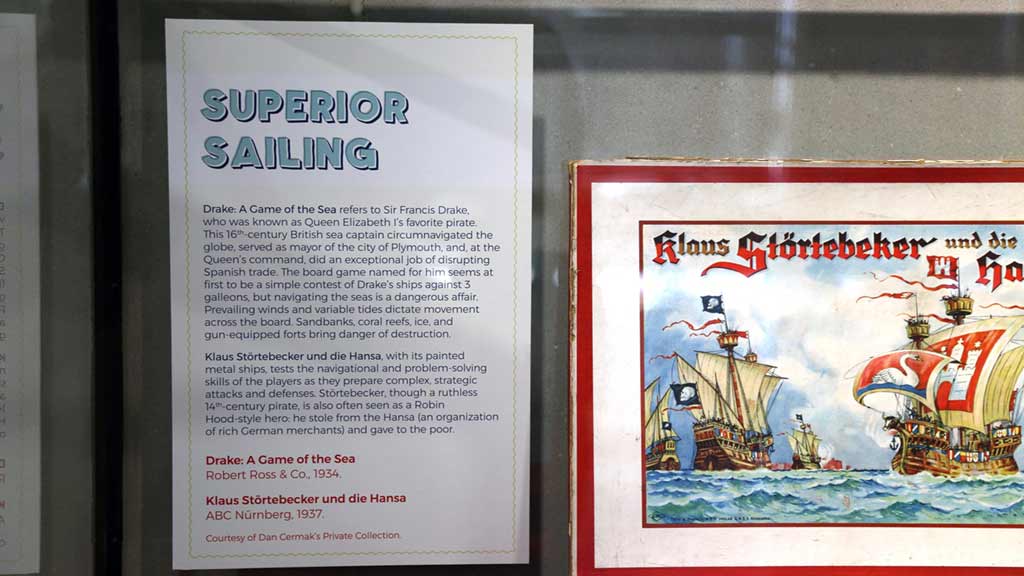 SUPERIOR
SAILING
Drake: A Game of the Sea refers to Sir Francis Drake,
who was known as Queen Elizabeth I's favorite pirate.
This 16th-century British sea captain circumnavigated the
globe, served as mayor of the city of Plymouth, and, at the
Queen's command, did an exceptional job of disrupting
Spanish trade. The board game named for him seems at
first to be a simple contest of Drake's ships against 3
galleons, but navigating the seas is a dangerous affair.
Prevailing winds and variable tides dictate movement
across the board. Sandbanks, coral reefs, ice, and
gun-equipped forts bring danger of destruction.
Klaus Störtebecker und die Hansa, with its painted
metal ships, tests the navigational and problem-solving
skills of the players as they prepare complex, strategic
attacks and defenses. Störtebecker, though a ruthless
14th-century pirate, is also often seen as a Robin
Hood-style hero: he stole from the Hansa (an organization
of rich German merchants) and gave to the poor.
Drake: A Game of the Sea
Robert Ross & Co., 1934.
Klaus Störtebecker und die Hansa
ABC Nürnberg, 1937.
Courtesy of Dan Cermak's Private Collection.
Klaus Störtebeker und die
Ha